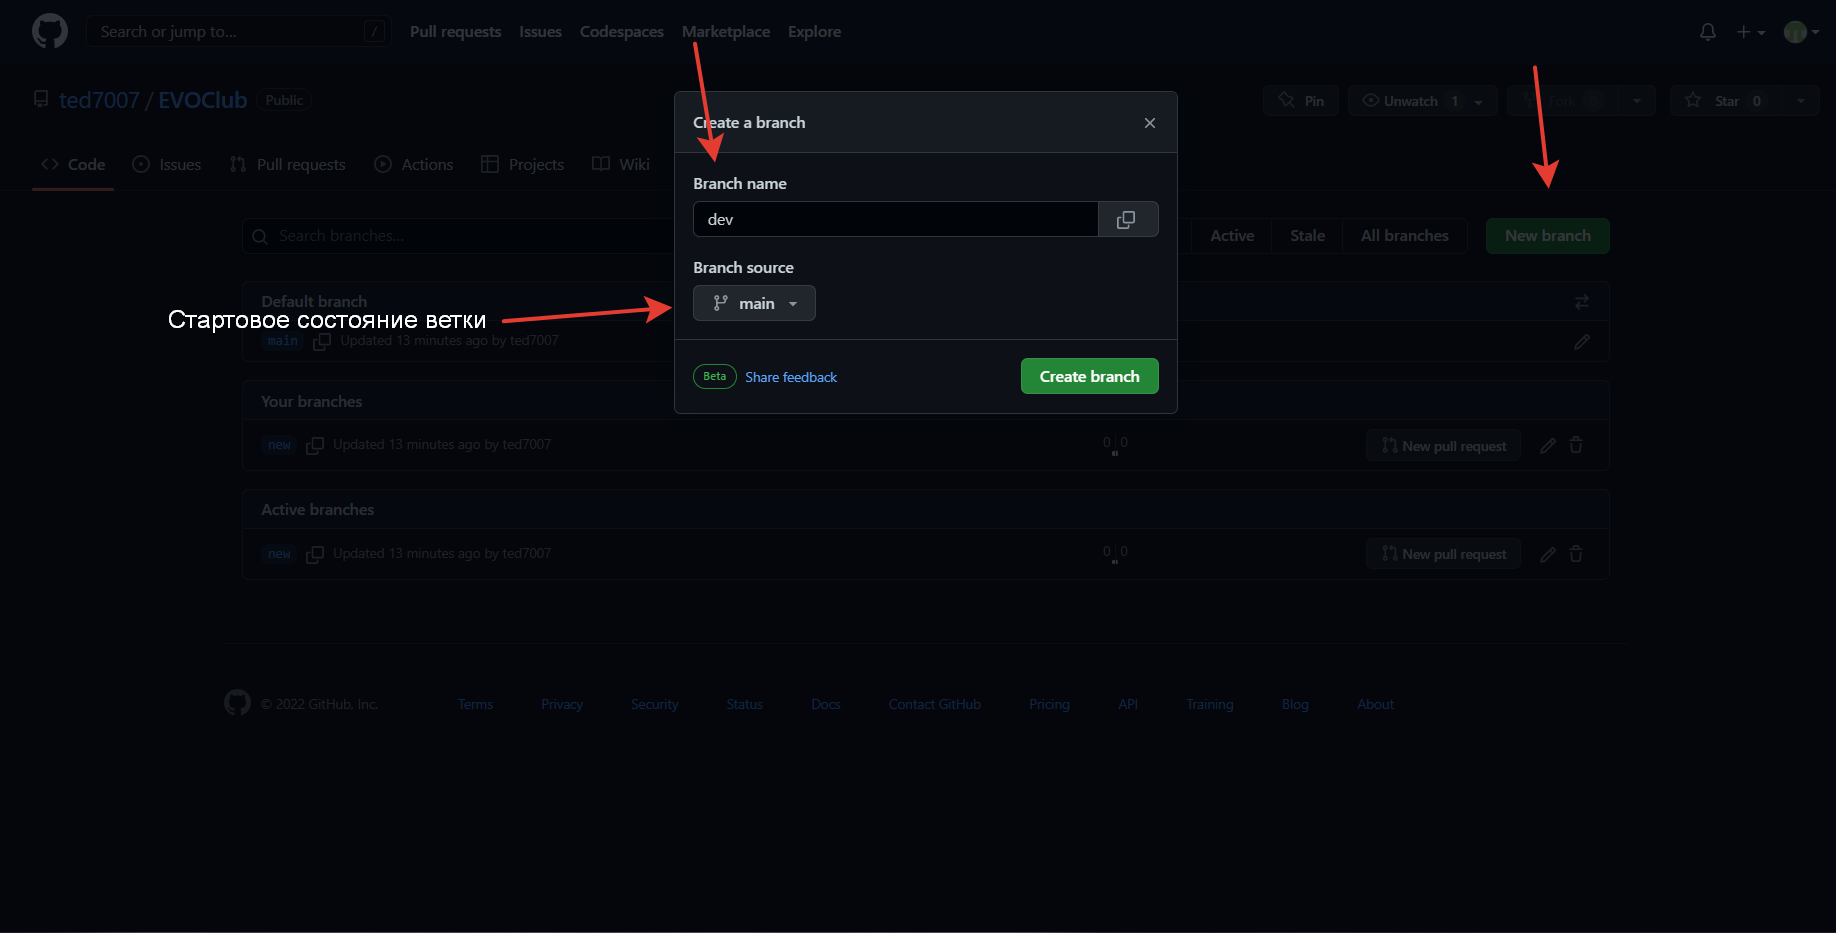 Search or jump to... /
Pull requests Issues Codespaces Marketplace Explore
ted7007 / EVOClub Public
Pin Unwatch 1 Fork 0 Star 0
Code Issues Pull requests Actions Projects Wiki
Create a branch
Branch name
dev
Branch source
main
Beta Share feedback Create branch
Search branches... Active Stale All branches New branch
Default branch
Стартовое состояние ветки
main Updated 13 minutes ago by ted7007
Your branches
new Updated 13 minutes ago by ted7007 0 0 New pull request
Active branches
new Updated 13 minutes ago by ted7007 0 0 New pull request
© 2022 GitHub, Inc. Terms Privacy Security Status Docs Contact GitHub Pricing API Training Blog About